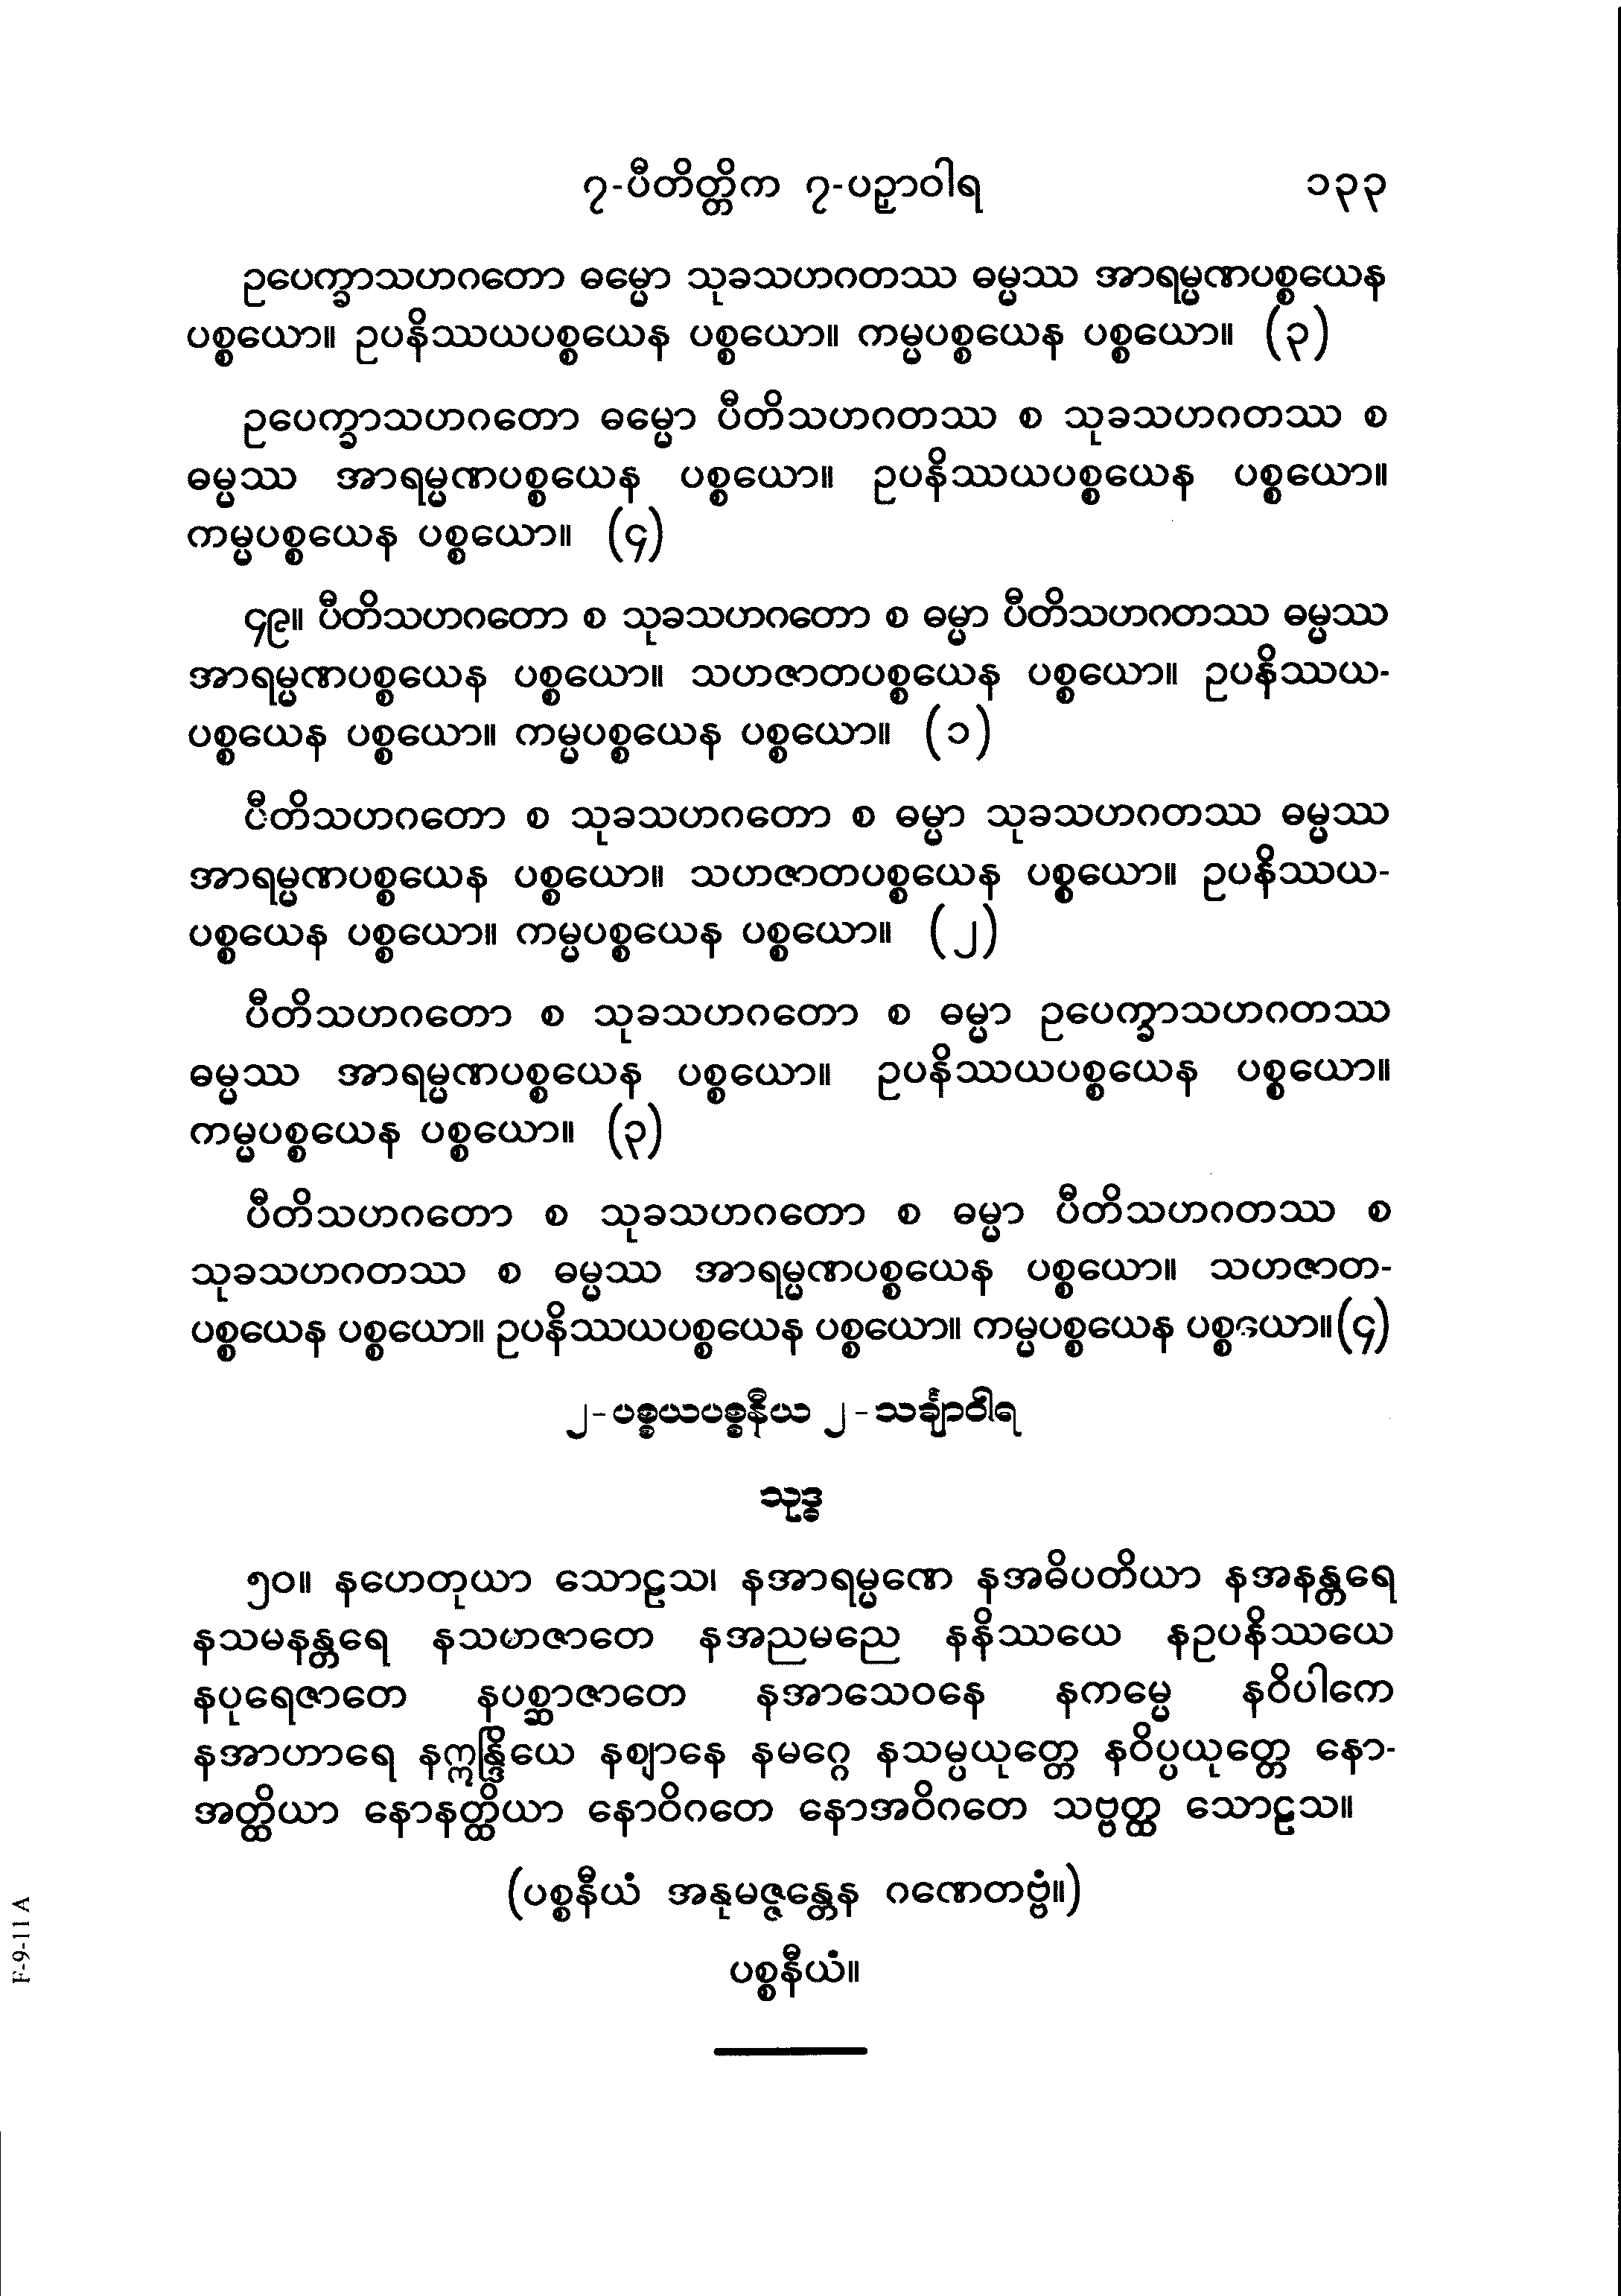 ၇-ပီတိတ္တိက ၇-ပဉှာဝါရ ၁၃၃
ဥပေက္ခာသဟဂတော ဓမ္မော သုခသဟဂတဿ ဓမ္မဿ အာရမ္မဏပစ္စယေန
ပစ္စယော။ ဥပနိဿယပစ္စယေန ပစ္စယော။ ကမ္မပစ္စယေန ပစ္စယော။ (၃)
ဥပေက္ခာသဟဂတော ဓမ္မော ပီတိသဟဂတဿ စ သုခသဟဂတဿ စ
ဓမ္မဿ အာရမ္မဏပစ္စယေန ပစ္စယော။ ဥပနိဿယပစ္စယေန ပစ္စယော။
ကမ္မပစ္စယေန ပစ္စယော။ (၄)
၄၉။ ပီတိသဟဂတော စ သုခသဟဂတော စ ဓမ္မာ ပီတိသဟဂတဿ ဓမ္မဿ
အာရမ္မဏပစ္စယေန ပစ္စယော။ သဟဇာတပစ္စယေန ပစ္စယော။ ဥပနိဿယ-
ပစ္စယေန ပစ္စယော။ ကမ္မပစ္စယေန ပစ္စယော။ (၁)
ပီတိသဟဂတော စ သုခသဟဂတော စ ဓမ္မာ သုခသဟဂတဿ ဓမ္မဿ
အာရမ္မဏပစ္စယေန ပစ္စယော။ သဟဇာတပစ္စယေန ပစ္စယော။ ဥပနိဿယ-
ပစ္စယေန ပစ္စယော။ ကမ္မပစ္စယေန ပစ္စယော။ (၂)
ပီတိသဟဂတော စ သုခသဟဂတော စ ဓမ္မာ ဥပေက္ခာသဟဂတဿ
ဓမ္မဿ အာရမ္မဏပစ္စယေန ပစ္စယော။ ဥပနိဿယပစ္စယေန ပစ္စယော။
ကမ္မပစ္စယေန ပစ္စယော။ (၃)
ပီတိသဟဂတော စ သုခသဟဂတော စ ဓမ္မာ ပီတိသဟဂတဿ စ
သုခသဟဂတဿ စ ဓမ္မဿ အာရမ္မဏပစ္စယေန ပစ္စယော။ သဟဇာတ-
ပစ္စယေန ပစ္စယော။ ဥပနိဿယပစ္စယေန ပစ္စယော။ ကမ္မပစ္စယေန ပစ္စယော။(၄)
၂-ပစ္စယပစ္စနီယ ၂-သင်္ချာဝါရ
သုဒ္ဓ
၅၀။ နဟေတုယာ သောဠသ၊ နအာရမ္မဏေ နအဓိပတိယာ နအနန္တရေ
နသမနန္တရေ နသဟဇာတေ နအညမညေ နနိဿယေ နဥပနိဿယေ
နပုရေဇာတေ နပစ္ဆာဇာတေ နအာသေဝနေ နကမ္မေ နဝိပါကေ
နအာဟာရေ နဣန္ဒြိယေ နဈာနေ နမဂ္ဂေ နသမ္ပယုတ္တေ နဝိပ္ပယုတ္တေ နော-
အတ္ထိယာ နောနတ္ထိယာ နောဝိဂတေ နောအဝိဂတေ သဗ္ဗတ္ထ သောဠသ။
(ပစ္စနီယံ အနုမဇ္ဇန္တေန ဂဏေတဗ္ဗံ။)
ပစ္စနီယံ။
F-9-11 A